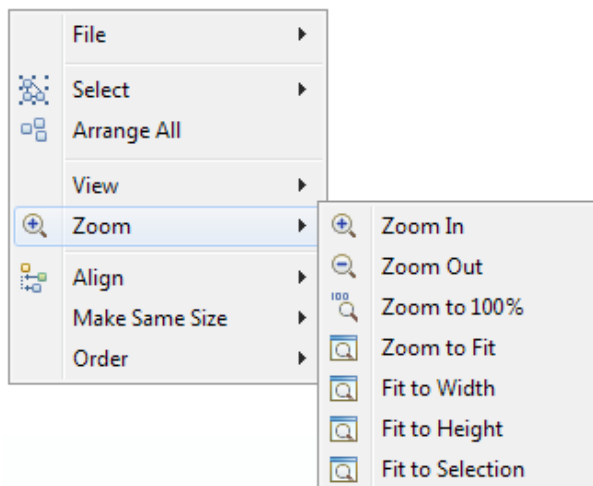 File
Select
Arrange All
View
Zoom
Align
Make Same Size
Order
Zoom In
Zoom Out
100
Zoom to 100%
Zoom to Fit
Fit to Width
Fit to Height
Fit to Selection